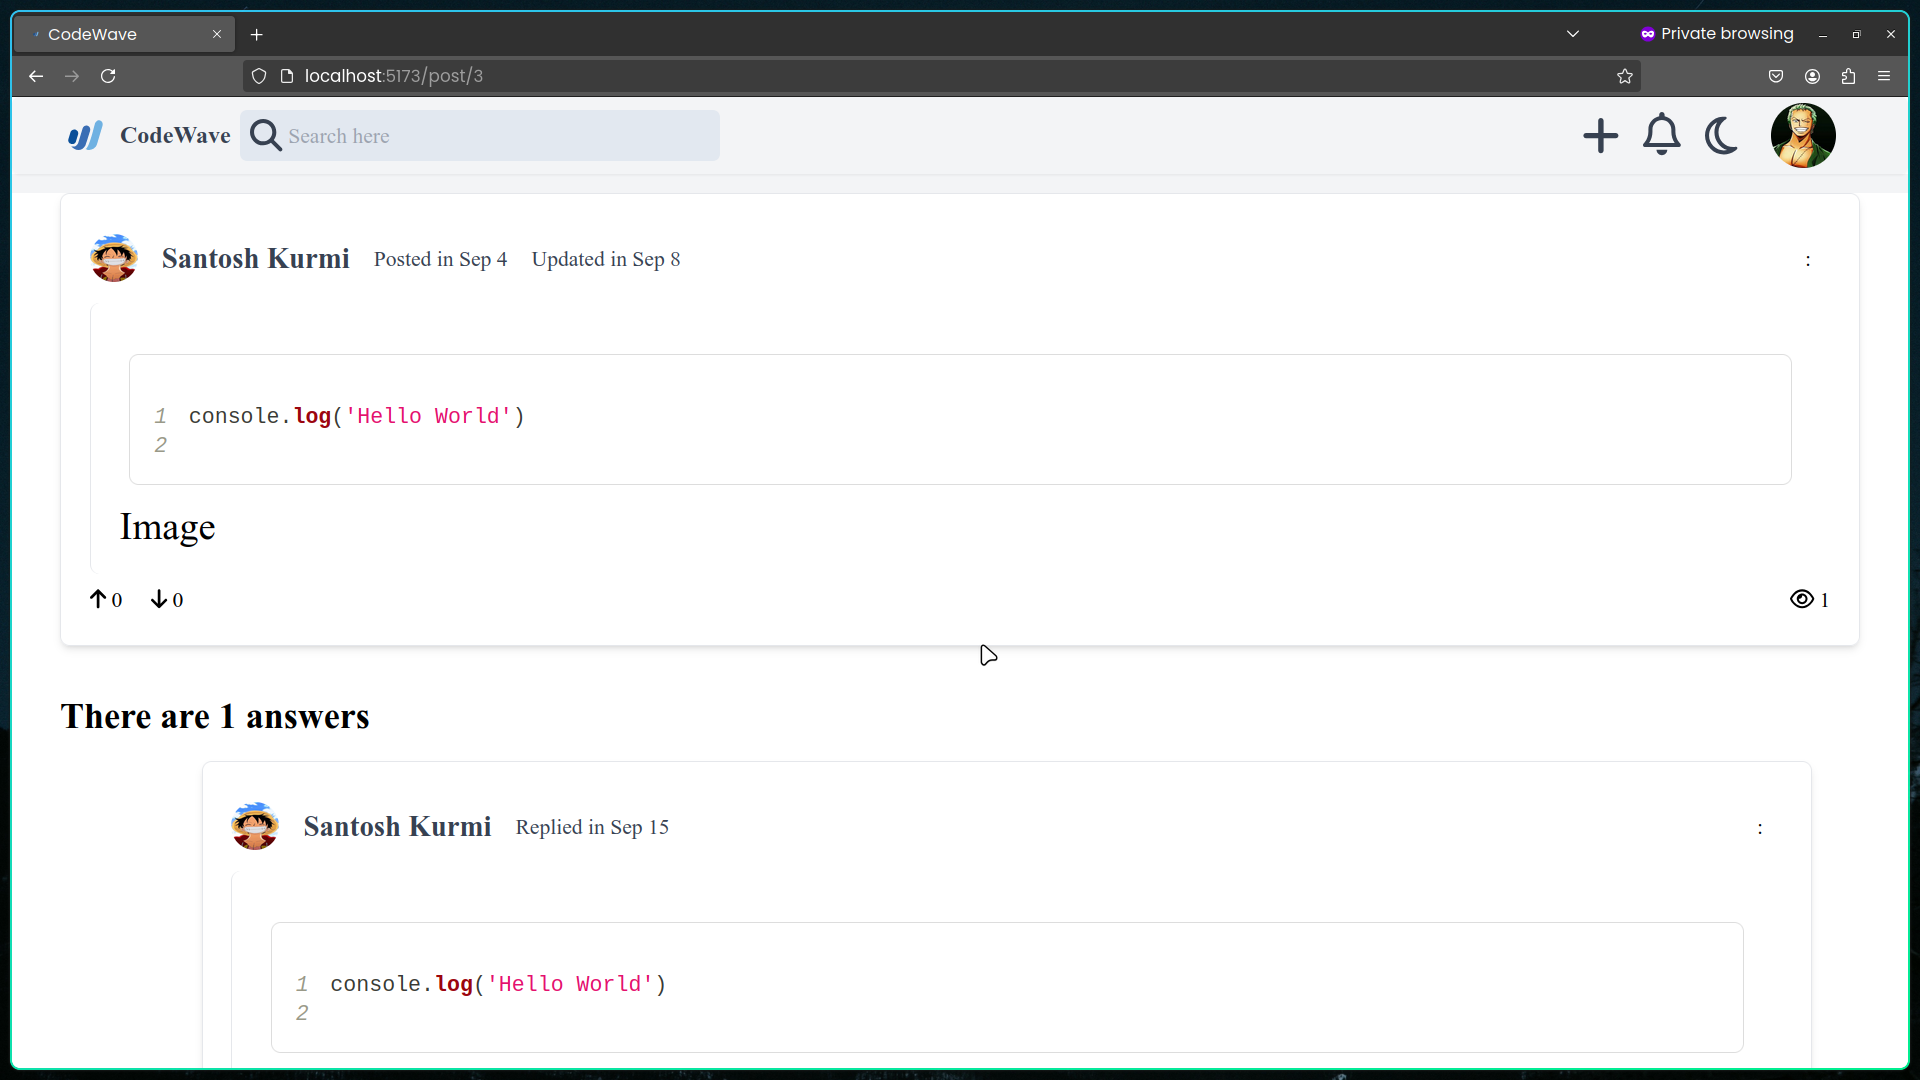 CodeWave
Private browsing
localhost:5173/post/3
CodeWave
Search here
Santosh Kurmi Posted in Sep 4 Updated in Sep 8 :
1 console.log('Hello World')
2
Image
0 0 1
There are 1 answers
Santosh Kurmi Replied in Sep 15 :
1 console.log('Hello World')
2